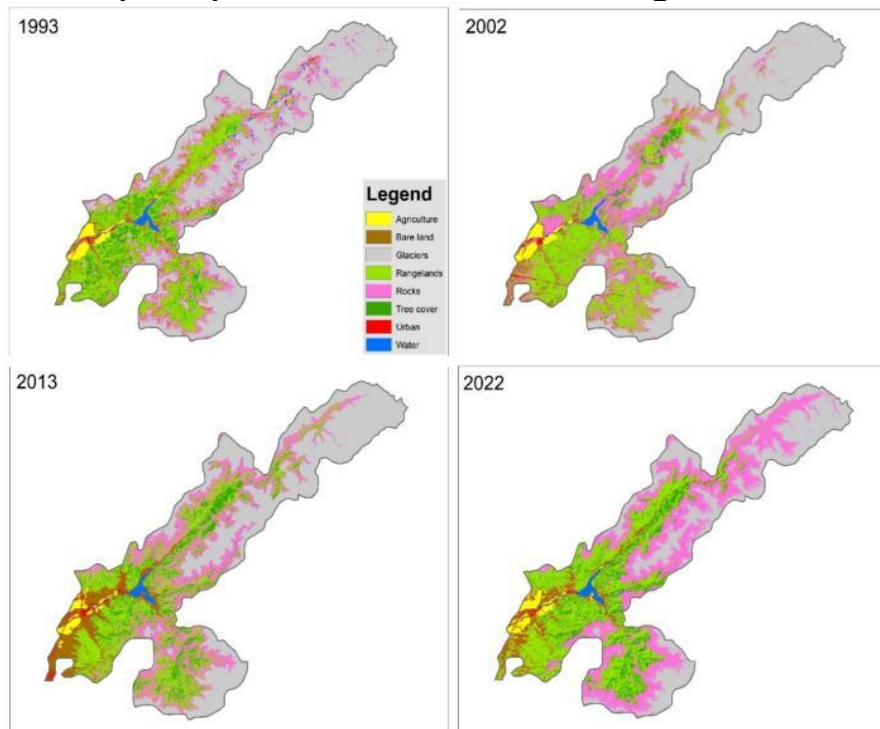 1993
2002
Legend
Agriculture
Bare land
Glaciers
Rangelands
Rocks
Tree cover
Urban
Water
2013
2022